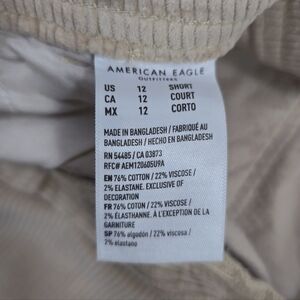 AMERICAN EAGLE
OUTFITTERS
US 12 SHORT
CA 12 COURT
MX 12 CORTO
MADE IN BANGLADESH / FABRIQUÉ AU
BANGLADESH / HECHO EN BANGLADESH
RN 54485 / CA 03873
RFC# AEM120605U9A
EN 76% COTTON / 22% VISCOSE /
2% ELASTANE. EXCLUSIVE OF
DECORATION
FR 76% COTON / 22% VISCOSE /
2% ÉLASTHANNE. À L'EXCEPTION DE LA
GARNITURE
SP 76% algodón / 22% viscosa /
2% elastano